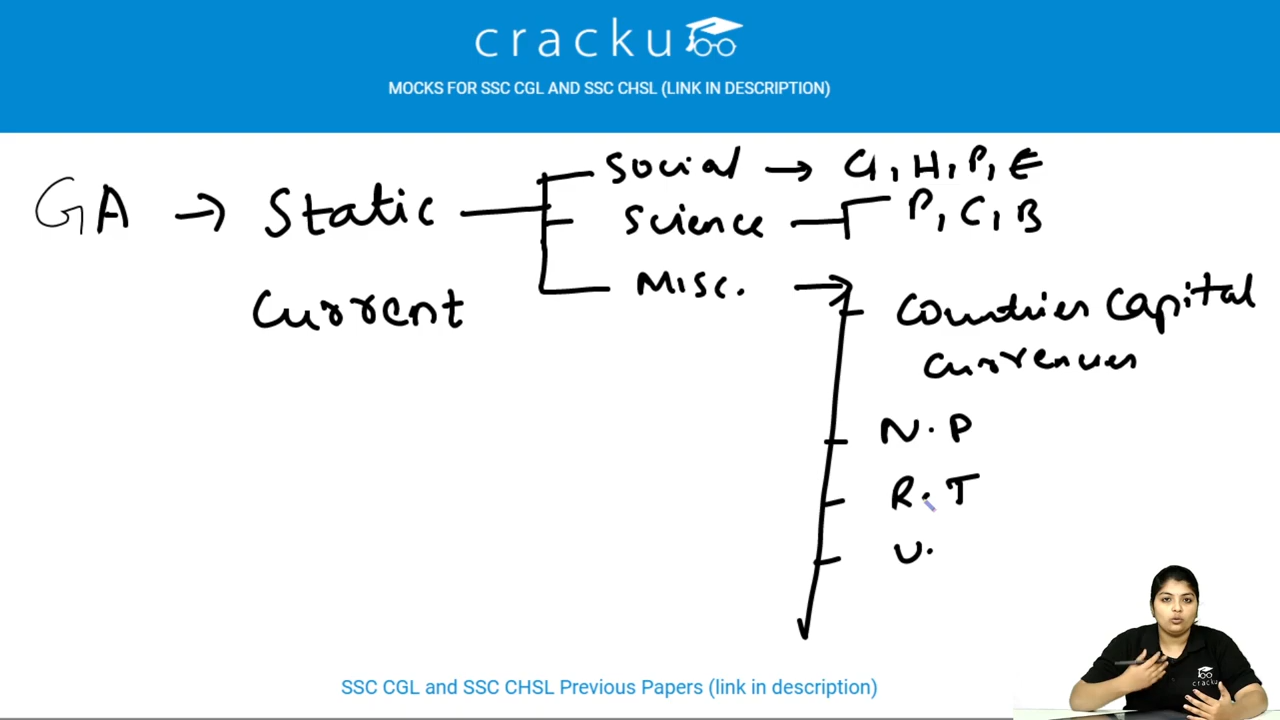 cracku
MOCKS FOR SSC CGL AND SSC CHSL (LINK IN DESCRIPTION)
GA → Static
Current
Social → G, H, P, E
Science P, C, B
Misc. →
Countries Capital
Currencies
N.P
R.T
U.
cracku
SSC CGL and SSC CHSL Previous Papers (link in description)